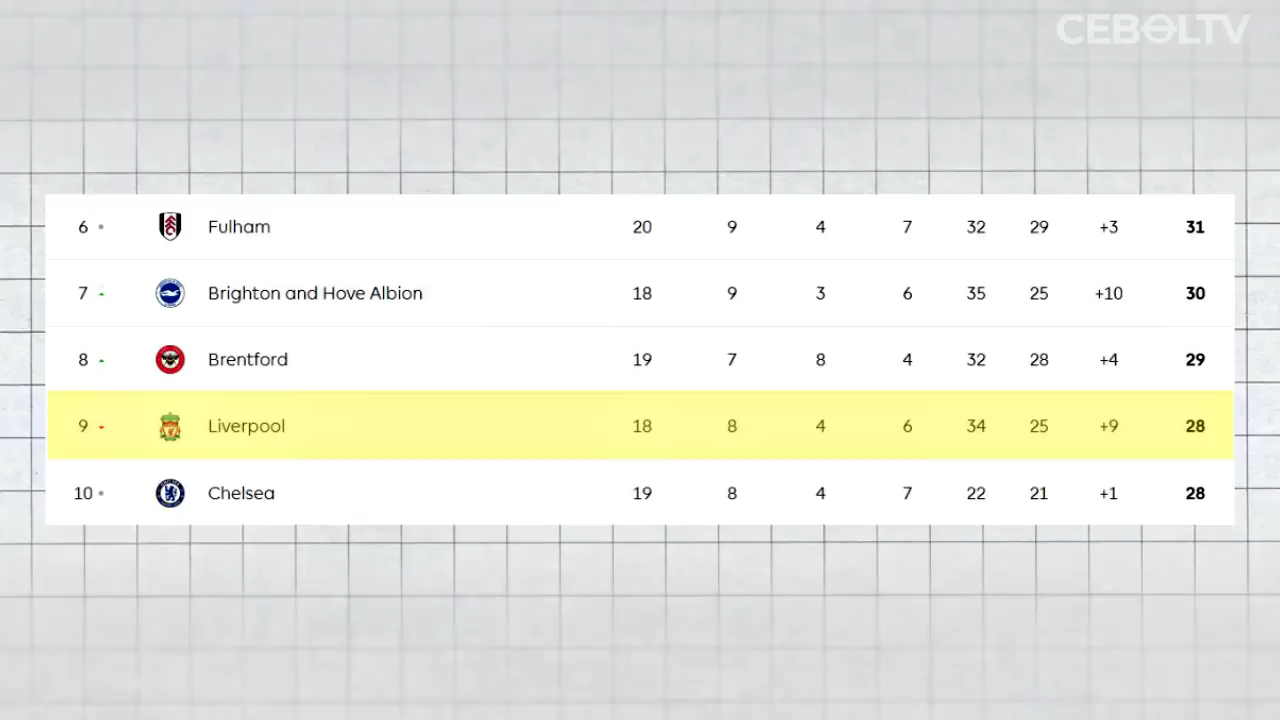 CEBOLTV
6 Fulham 20 9 4 7 32 29 +3 31
7 Brighton and Hove Albion 18 9 3 6 35 25 +10 30
8 Brentford 19 7 8 4 32 28 +4 29
9 Liverpool 18 8 4 6 34 25 +9 28
10 Chelsea 19 8 4 7 22 21 +1 28